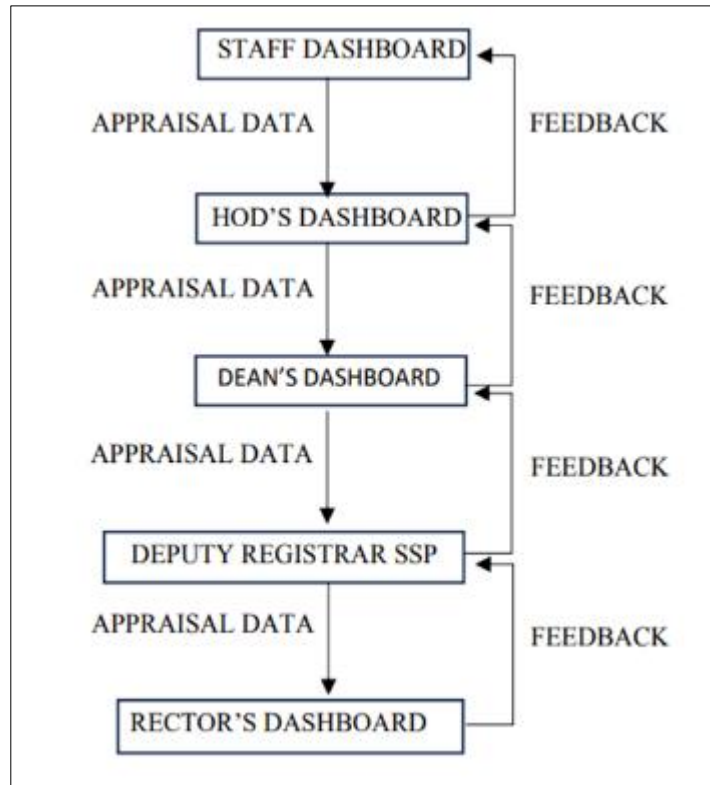 STAFF DASHBOARD
APPRAISAL DATA
FEEDBACK
HOD'S DASHBOARD
APPRAISAL DATA
FEEDBACK
DEAN'S DASHBOARD
APPRAISAL DATA
FEEDBACK
DEPUTY REGISTRAR SSP
APPRAISAL DATA
FEEDBACK
RECTOR'S DASHBOARD